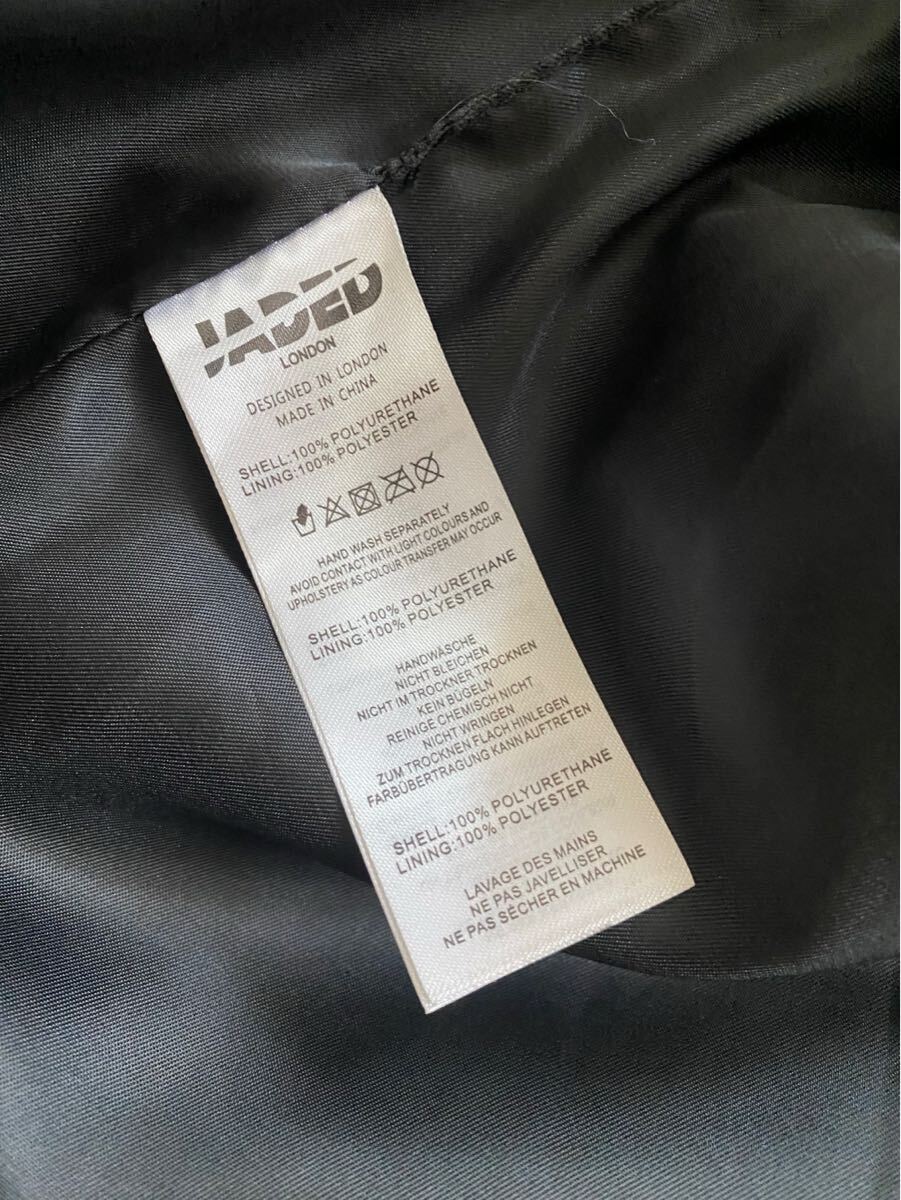 JADED
LONDON
DESIGNED IN LONDON
MADE IN CHINA
SHELL:100% POLYURETHANE
LINING:100% POLYESTER
HAND WASH SEPARATELY
AVOID CONTACT WITH LIGHT COLOURS AND
UPHOLSTERY AS COLOUR TRANSFER MAY OCCUR
SHELL:100% POLYURETHANE
LINING:100% POLYESTER
HANDWÄSCHE
NICHT BLEICHEN
NICHT IM TROCKNER TROCKNEN
KEIN BÜGELN
REINIGE CHEMISCH NICHT
NICHT WRINGEN
ZUM TROCKNEN FLACH HINLEGEN
FARBÜBERTRAGUNG KANN AUFTRETEN
SHELL:100% POLYURETHANE
LINING:100% POLYESTER
LAVAGE DES MAINS
NE PAS JAVELLISER
NE PAS SÈCHER EN MACHINE